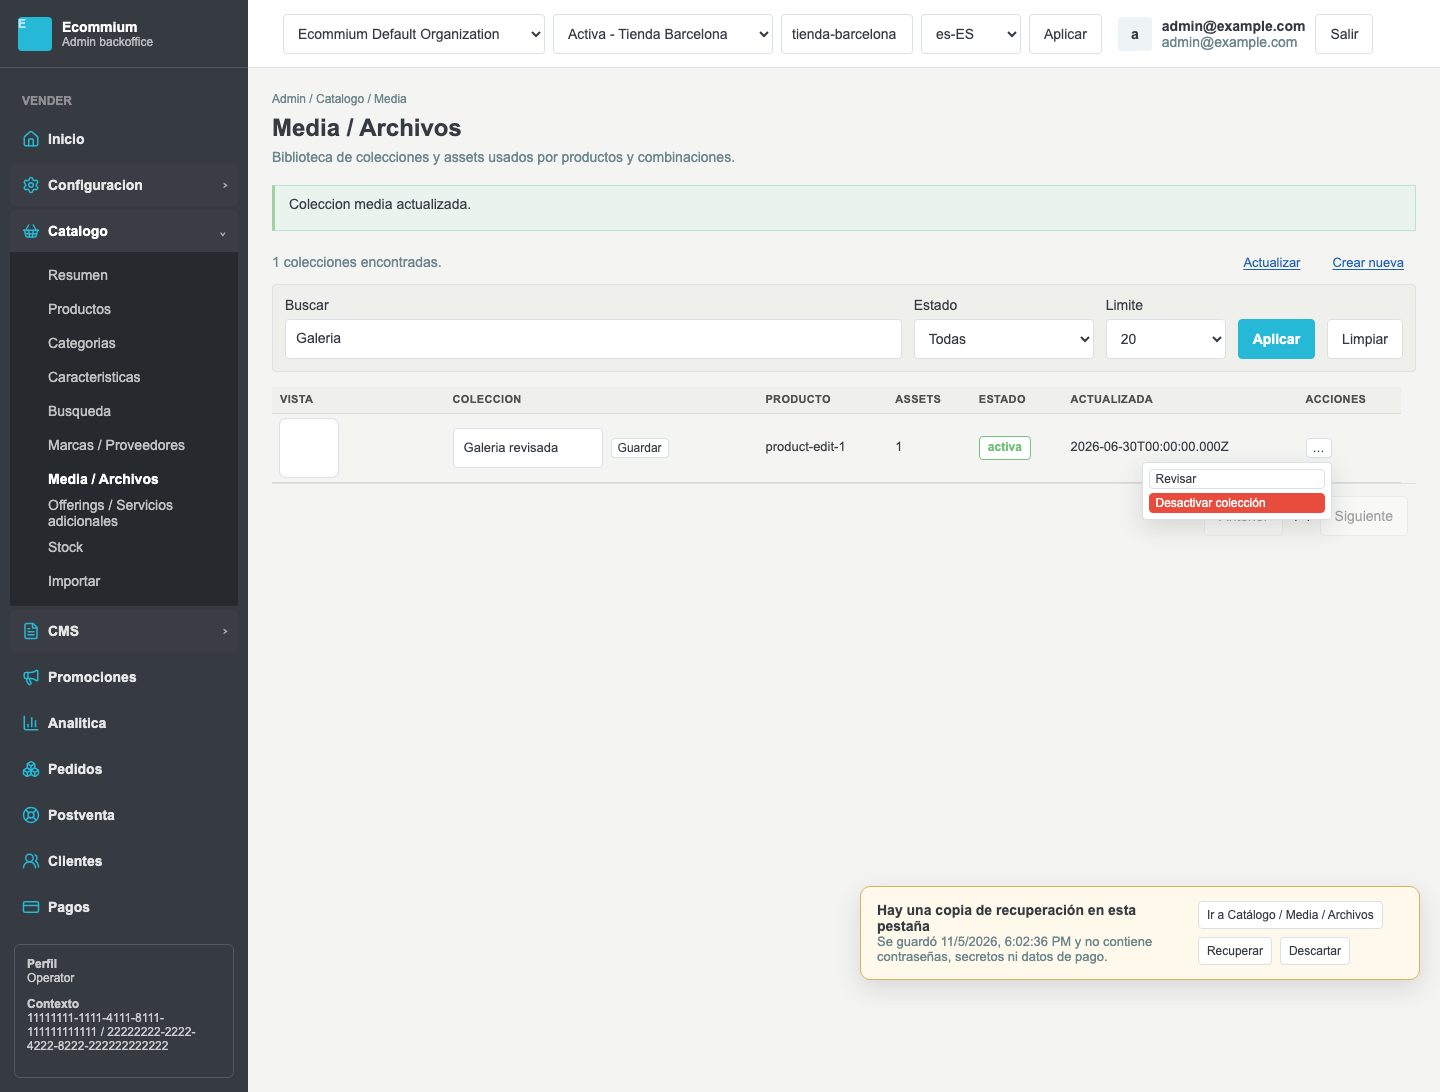 E
Ecommium
Admin backoffice
Ecommium Default Organization
Activa - Tienda Barcelona
tienda-barcelona
es-ES
Aplicar
a
admin@example.com
admin@example.com
Salir
VENDER
Inicio
Configuracion
Catalogo
Resumen
Productos
Categorias
Caracteristicas
Busqueda
Marcas / Proveedores
Media / Archivos
Offerings / Servicios
adicionales
Stock
Importar
CMS
Promociones
Analitica
Pedidos
Postventa
Clientes
Pagos
Perfil
Operator
Contexto
11111111-1111-4111-8111-
111111111111 / 22222222-2222-
4222-8222-222222222222
Admin / Catalogo / Media
Media / Archivos
Biblioteca de colecciones y assets usados por productos y combinaciones.
Coleccion media actualizada.
1 colecciones encontradas.
Actualizar
Crear nueva
Buscar
Estado
Limite
Galeria
Todas
20
Aplicar
Limpiar
VISTA
COLECCION
PRODUCTO
ASSETS
ESTADO
ACTUALIZADA
ACCIONES
Galeria revisada
Guardar
product-edit-1
1
activa
2026-06-30T00:00:00.000Z
...
Revisar
Desactivar colección
Siguiente
Hay una copia de recuperación en esta
pestaña
Se guardó 11/5/2026, 6:02:36 PM y no contiene
contraseñas, secretos ni datos de pago.
Ir a Catálogo / Media / Archivos
Recuperar
Descartar